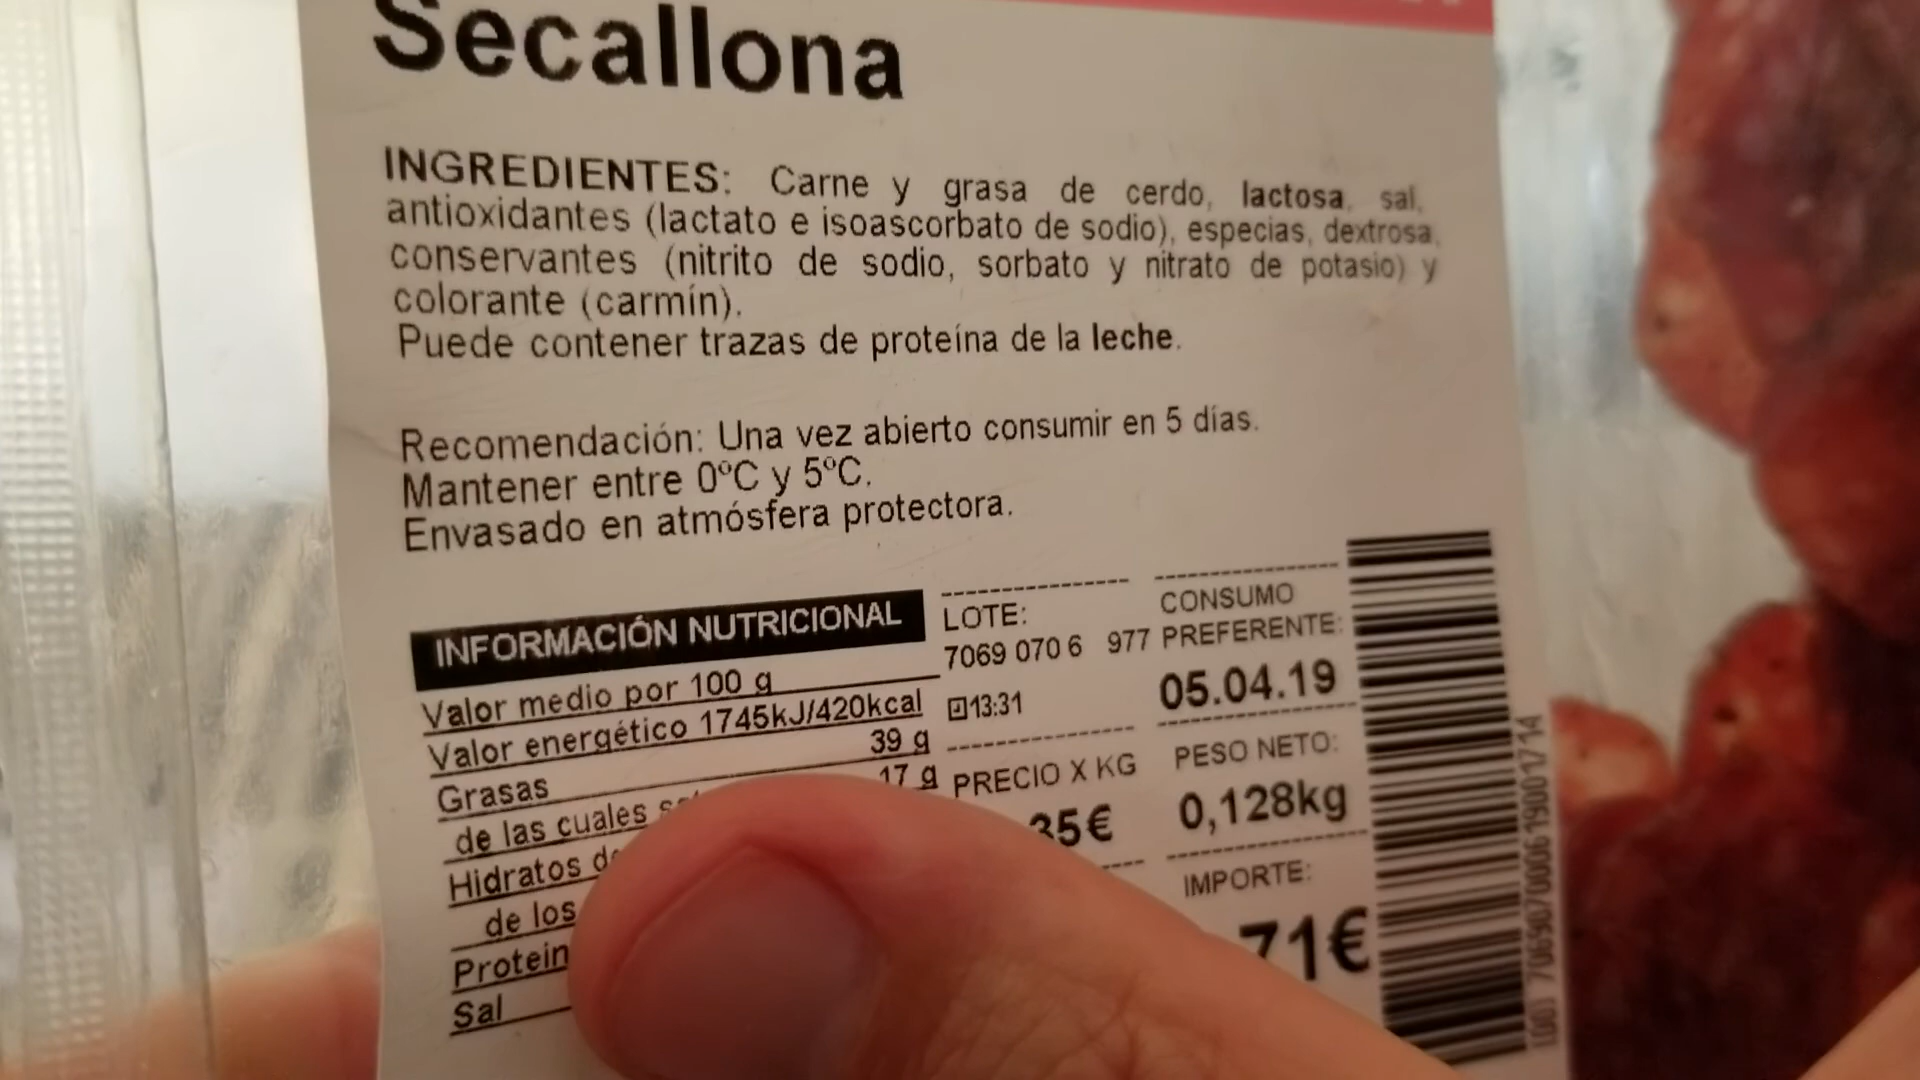 Secallona
INGREDIENTES: Carne y grasa de cerdo, lactosa, sal,
antioxidantes (lactato e isoascorbato de sodio), especias, dextrosa,
conservantes (nitrito de sodio, sorbato y nitrato de potasio) y
colorante (carmín).
Puede contener trazas de proteína de la leche.
Recomendación: Una vez abierto consumir en 5 días.
Mantener entre 0ºC y 5ºC.
Envasado en atmósfera protectora.
INFORMACIÓN NUTRICIONAL
Valor medio por 100 g
Valor energético 1745kJ/420kcal
Grasas 39 g
de las cuales 17 g
Hidratos
de los
Sal
LOTE:
7069 070 6 977
13:31
CONSUMO
PREFERENTE:
05.04.19
PRECIO X KG
35€
PESO NETO:
0,128kg
IMPORTE:
71€